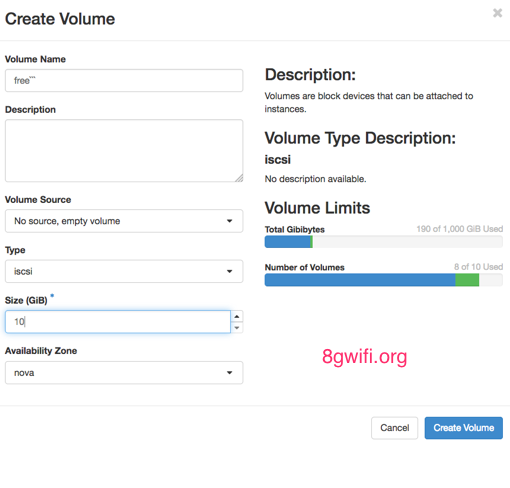 Create Volume
Volume Name
free```
Description
Volume Source
No source, empty volume
Type
iscsi
Size (GiB) *
10
Availability Zone
nova
Description:
Volumes are block devices that can be attached to
instances.
Volume Type Description:
iscsi
No description available.
Volume Limits
Total Gibibytes 190 of 1,000 GiB Used
Number of Volumes 8 of 10 Used
8gwifi.org
Cancel Create Volume